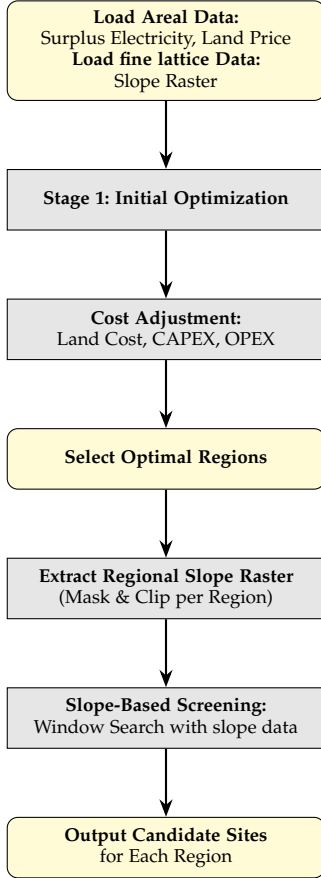 Load Areal Data:
Surplus Electricity, Land Price
Load fine lattice Data:
Slope Raster
Stage 1: Initial Optimization
Cost Adjustment:
Land Cost, CAPEX, OPEX
Select Optimal Regions
Extract Regional Slope Raster
(Mask & Clip per Region)
Slope-Based Screening:
Window Search with slope data
Output Candidate Sites
for Each Region